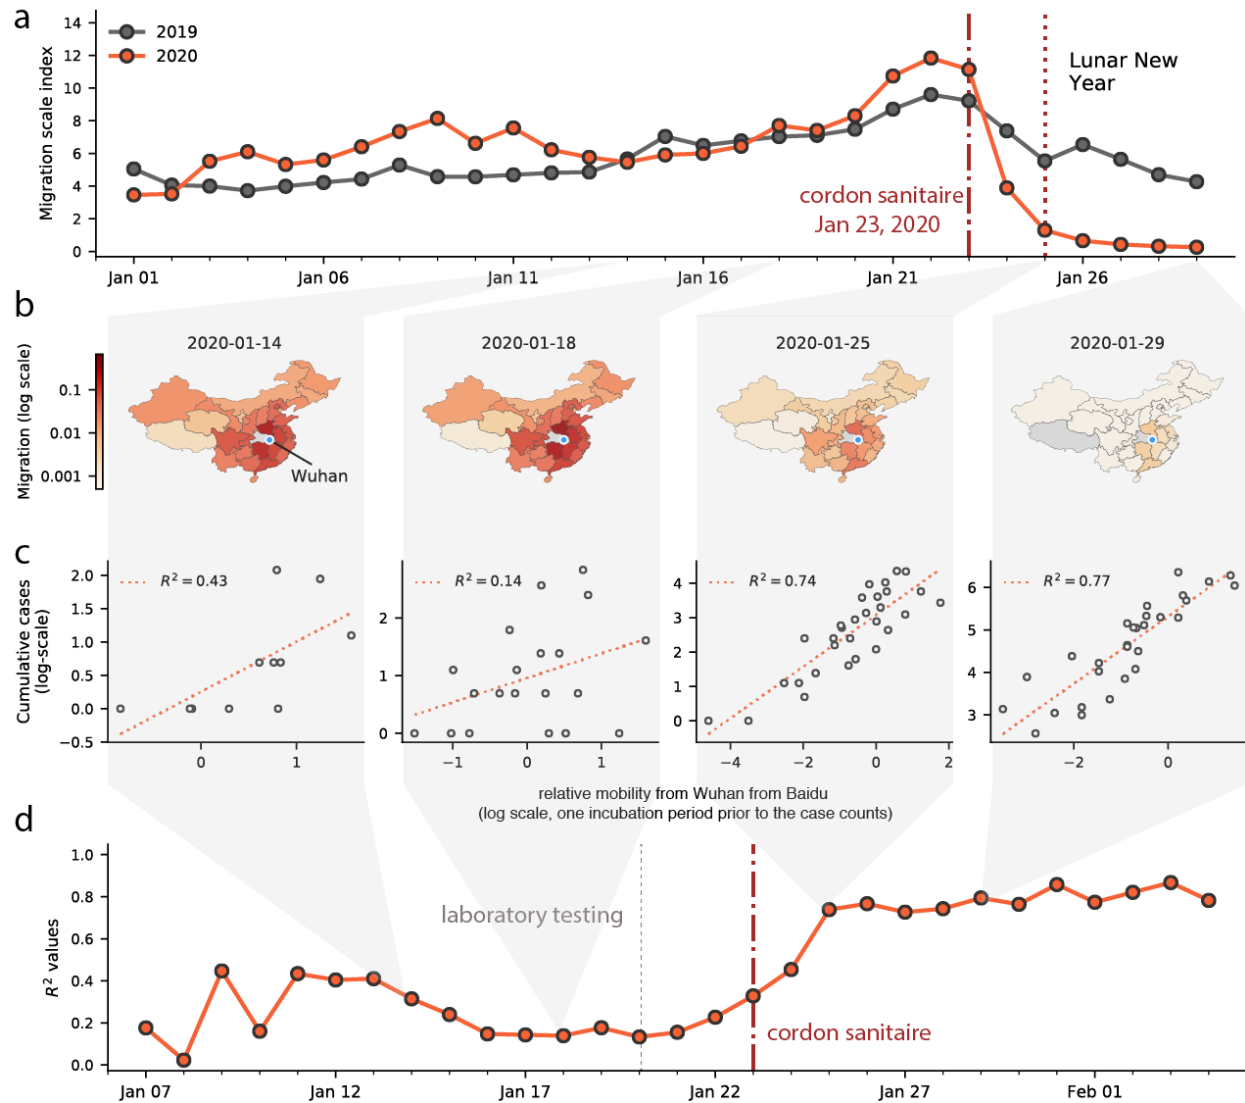 a
14
12
10
8
6
4
2
0
Migration scale index
2019
2020
Lunar New
Year
cordon sanitaire
Jan 23, 2020
Jan 01
Jan 06
Jan 11
Jan 16
Jan 21
Jan 26
b
Migration (log scale)
0.1
0.01
0.001
2020-01-14
2020-01-18
2020-01-25
2020-01-29
Wuhan
c
Cumulative cases
(log-scale)
2.0
1.5
1.0
0.5
0.0
−0.5
R² = 0.43
0
1
2
1
0
R² = 0.14
−1
0
1
4
3
2
1
0
R² = 0.74
−4
−2
0
2
6
5
4
3
R² = 0.77
−2
0
relative mobility from Wuhan from Baidu
(log scale, one incubation period prior to the case counts)
d
R² values
1.0
0.8
0.6
0.4
0.2
0.0
laboratory testing
cordon sanitaire
Jan 07
Jan 12
Jan 17
Jan 22
Jan 27
Feb 01